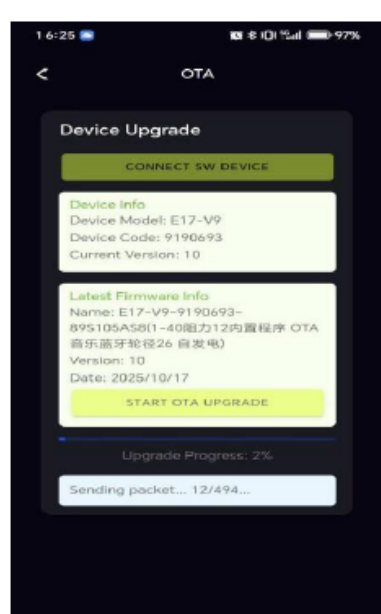 16:25
97%
OTA
Device Upgrade
CONNECT SW DEVICE
Device Info
Device Model: E17-V9
Device Code: 9190693
Current Version: 10
Latest Firmware Info
Name: E17-V9-9190693-
895105AS8(1-40阻力12内置程序 OTA
音乐蓝牙轮径26 自发电)
Version: 10
Date: 2025/10/17
START OTA UPGRADE
Upgrade Progress: 2%
Sending packet... 12/494...